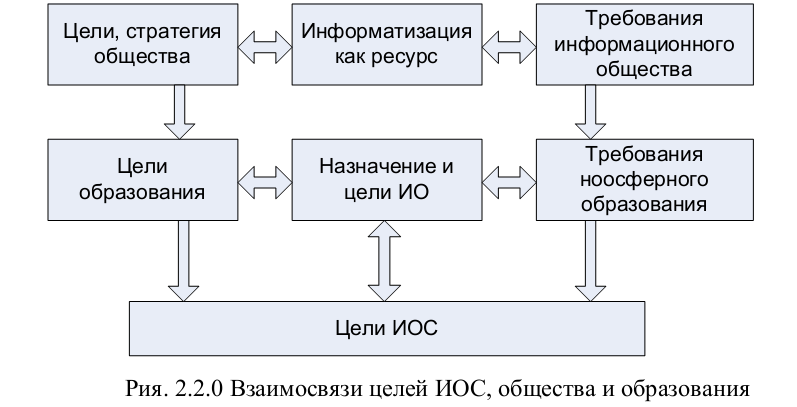 Цели, стратегия
общества
Информатизация
как ресурс
Требования
информационного
общества
Цели
образования
Назначение и
цели ИО
Требования
ноосферного
образования
Цели ИОС
Рия. 2.2.0 Взаимосвязи целей ИОС, общества и образования